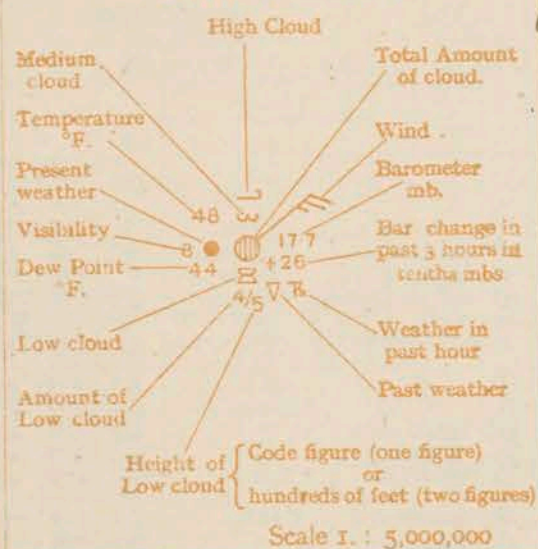 High Cloud
Medium
cloud
Total Amount
of cloud.
Temperature
°F.
Wind
Present
weather
Barometer
mb.
48
Visibility
8
17·7
Bar change in
past 3 hours in
tenths mbs
Dew Point
°F.
44
+26
4/5
Low cloud
Weather in
past hour
Amount of
Low cloud
Past weather
Height of
Low cloud
Code figure (one figure)
or
hundreds of feet (two figures)
Scale 1. : 5,000,000